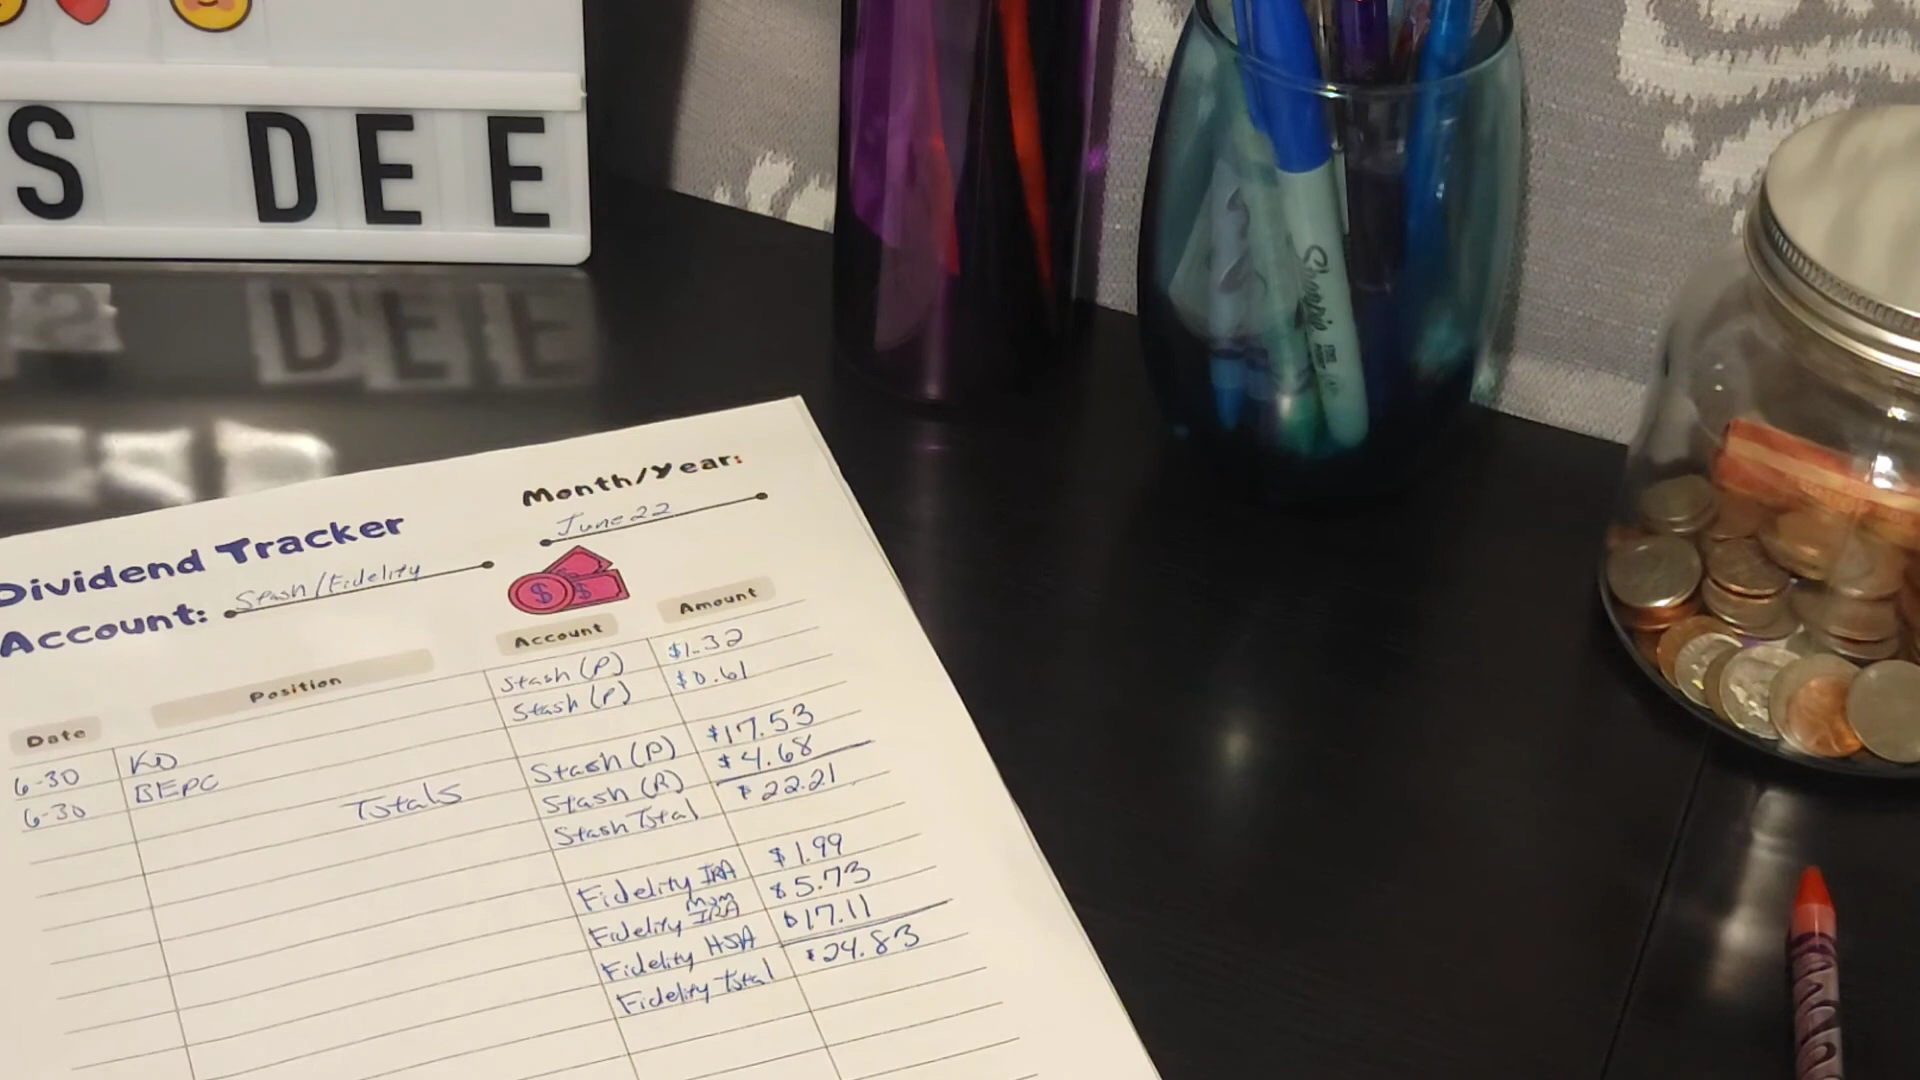 S DEE
Sharpie
Dividend Tracker
Month/Year:
June 22
Account: Stash/Fidelity
Date Position Account Amount
6-30 KO Stash (P) $1.32
6-30 BEPC Stash (P) $0.61
Totals Stash (P) $17.53
Stash (R) $4.68
Stash Total $22.21
Fidelity IRA $1.99
Fidelity Mom IRA $5.73
Fidelity HSA $17.11
Fidelity Total $24.83